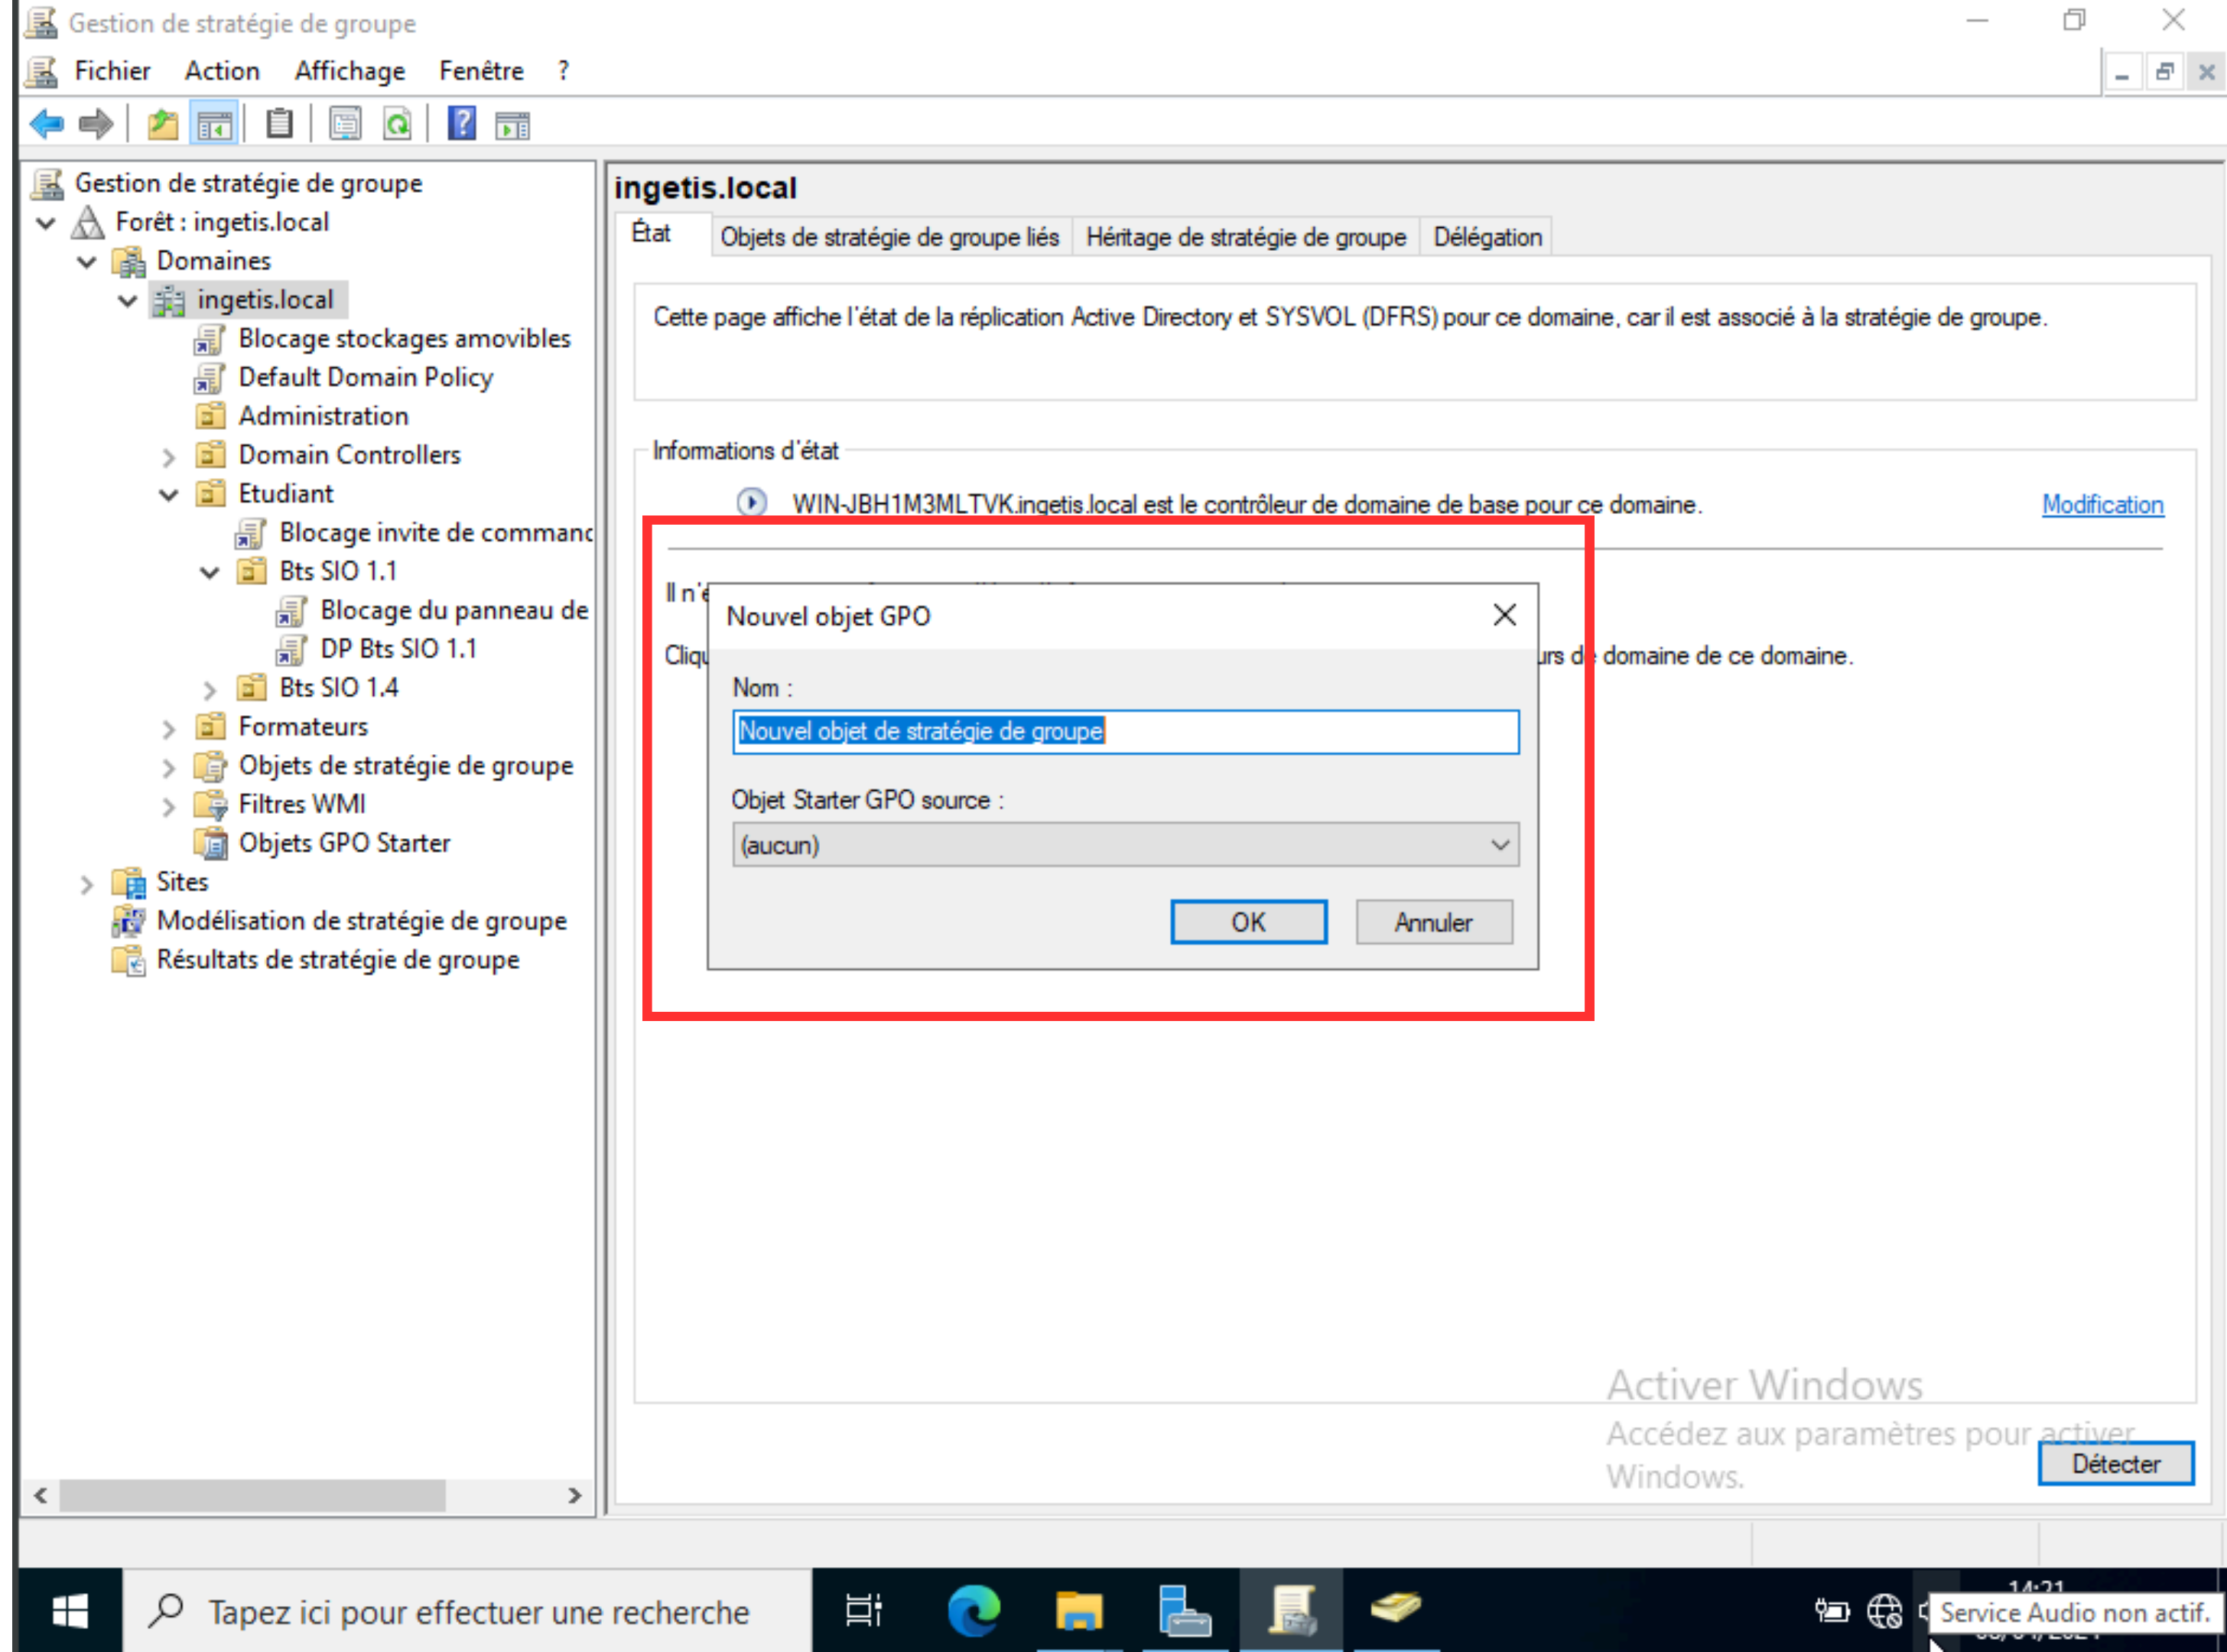 Gestion de stratégie de groupe
Fichier Action Affichage Fenêtre ?
Gestion de stratégie de groupe
Forêt : ingetis.local
Domaines
ingetis.local
Blocage stockages amovibles
Default Domain Policy
Administration
Domain Controllers
Etudiant
Blocage invite de command
Bts SIO 1.1
Blocage du panneau de
DP Bts SIO 1.1
Bts SIO 1.4
Formateurs
Objets de stratégie de groupe
Filtres WMI
Objets GPO Starter
Sites
Modélisation de stratégie de groupe
Résultats de stratégie de groupe
ingetis.local
État Objets de stratégie de groupe liés Héritage de stratégie de groupe Délégation
Cette page affiche l'état de la réplication Active Directory et SYSVOL (DFRS) pour ce domaine, car il est associé à la stratégie de groupe.
Informations d'état
WIN-JBH1M3MLTVK.ingetis.local est le contrôleur de domaine de base pour ce domaine. Modification
Il n'é
Cliqu urs de domaine de ce domaine.
Nouvel objet GPO
Nom :
Nouvel objet de stratégie de groupe
Objet Starter GPO source :
(aucun)
OK Annuler
Activer Windows
Accédez aux paramètres pour activer
Windows.
Détecter
Tapez ici pour effectuer une recherche
14:21
Service Audio non actif.